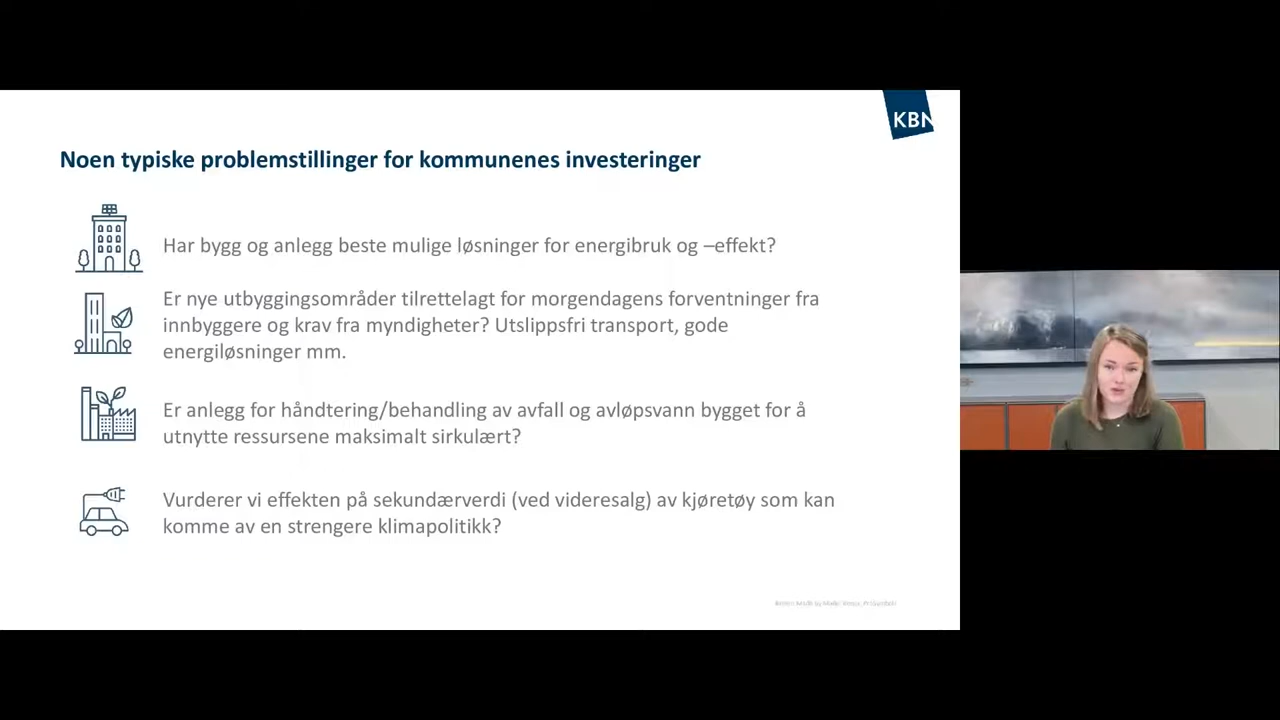 KBN
Noen typiske problemstillinger for kommunenes investeringer
Har bygg og anlegg beste mulige løsninger for energibruk og –effekt?
Er nye utbyggingsområder tilrettelagt for morgendagens forventninger fra
innbyggere og krav fra myndigheter? Utslippsfri transport, gode
energiløsninger mm.
Er anlegg for håndtering/behandling av avfall og avløpsvann bygget for å
utnytte ressursene maksimalt sirkulært?
Vurderer vi effekten på sekundærverdi (ved videresalg) av kjøretøy som kan
komme av en strengere klimapolitikk?